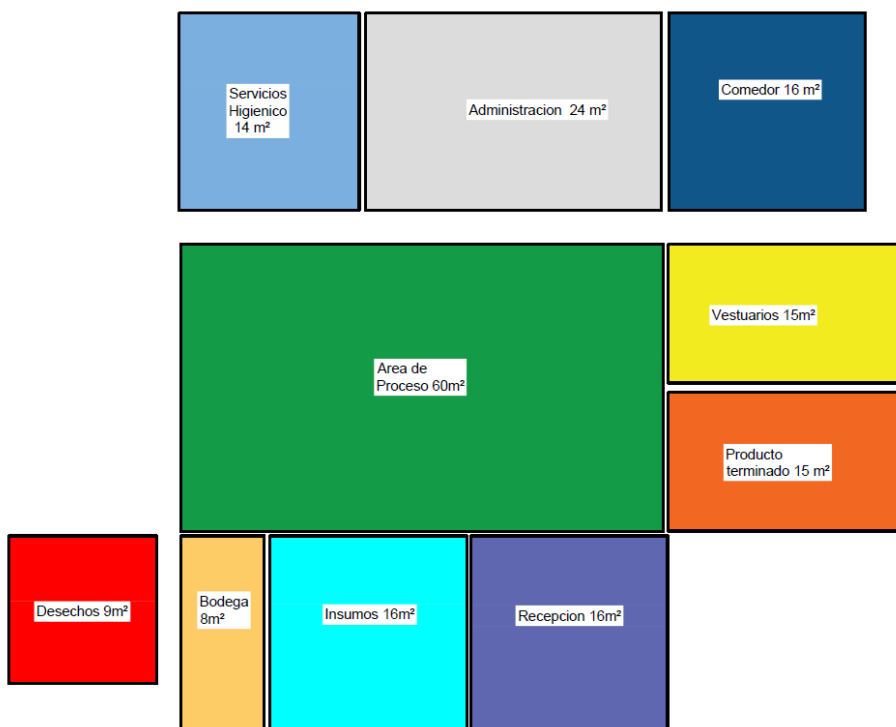 Servicios
Higienico
14 m²
Administracion 24 m²
Comedor 16 m²
Area de
Proceso 60m²
Vestuarios 15m²
Producto
terminado 15 m²
Desechos 9m²
Bodega
8m²
Insumos 16m²
Recepcion 16m²